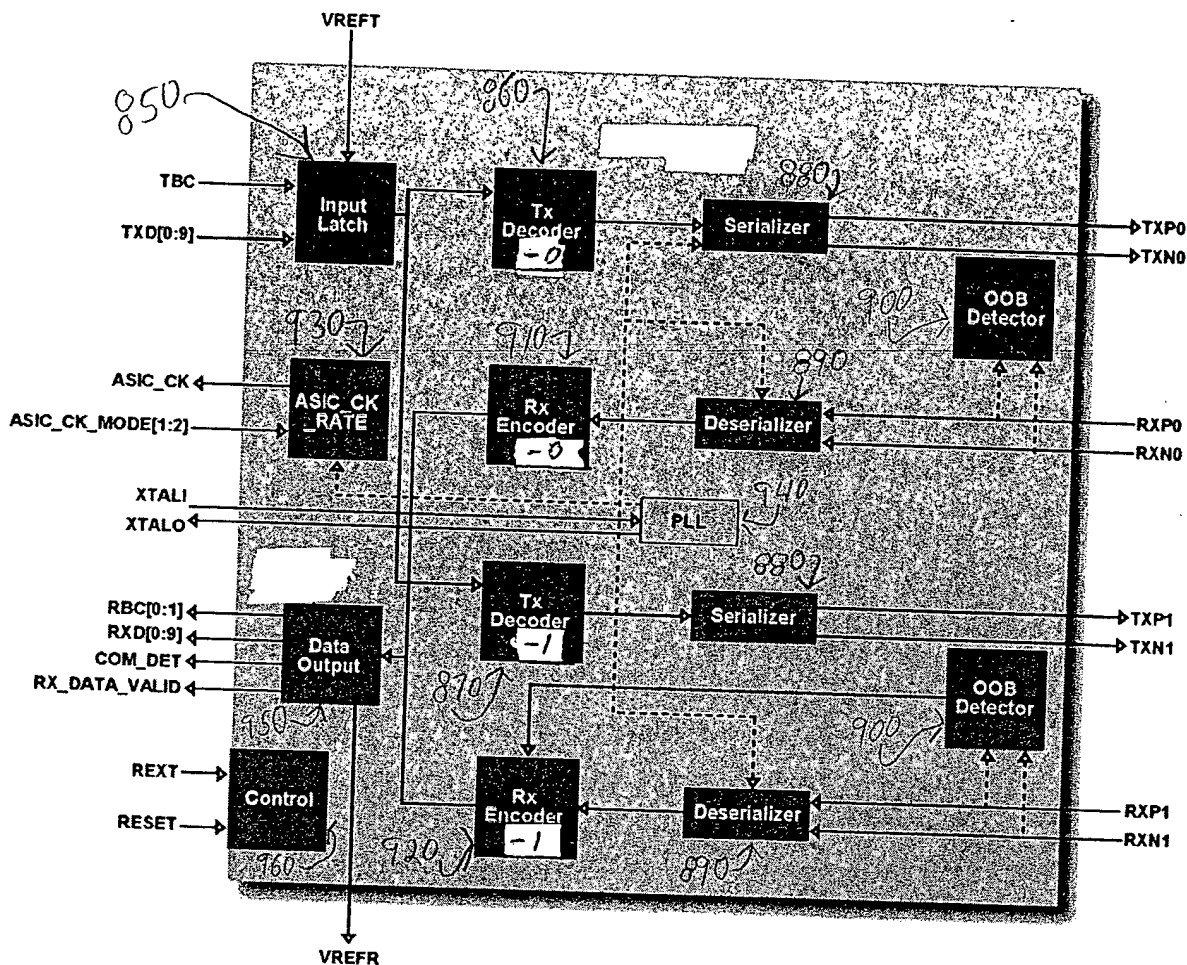 VREFT
850
860
880
TBC
TXD[0:9]
Input
Latch
Tx
Decoder
-0
Serializer
TXP0
TXN0
900
OOB
Detector
930
910
890
ASIC_CK
ASIC_CK_MODE[1:2]
ASIC_CK
_RATE
Rx
Encoder
-0
Deserializer
RXP0
RXN0
XTALI
XTALO
PLL
940
880
RBC[0:1]
RXD[0:9]
COM_DET
RX_DATA_VALID
Data
Output
950
Tx
Decoder
-1
870
Serializer
TXP1
TXN1
900
OOB
Detector
REXT
RESET
Control
960
Rx
Encoder
-1
920
Deserializer
890
RXP1
RXN1
VREFR